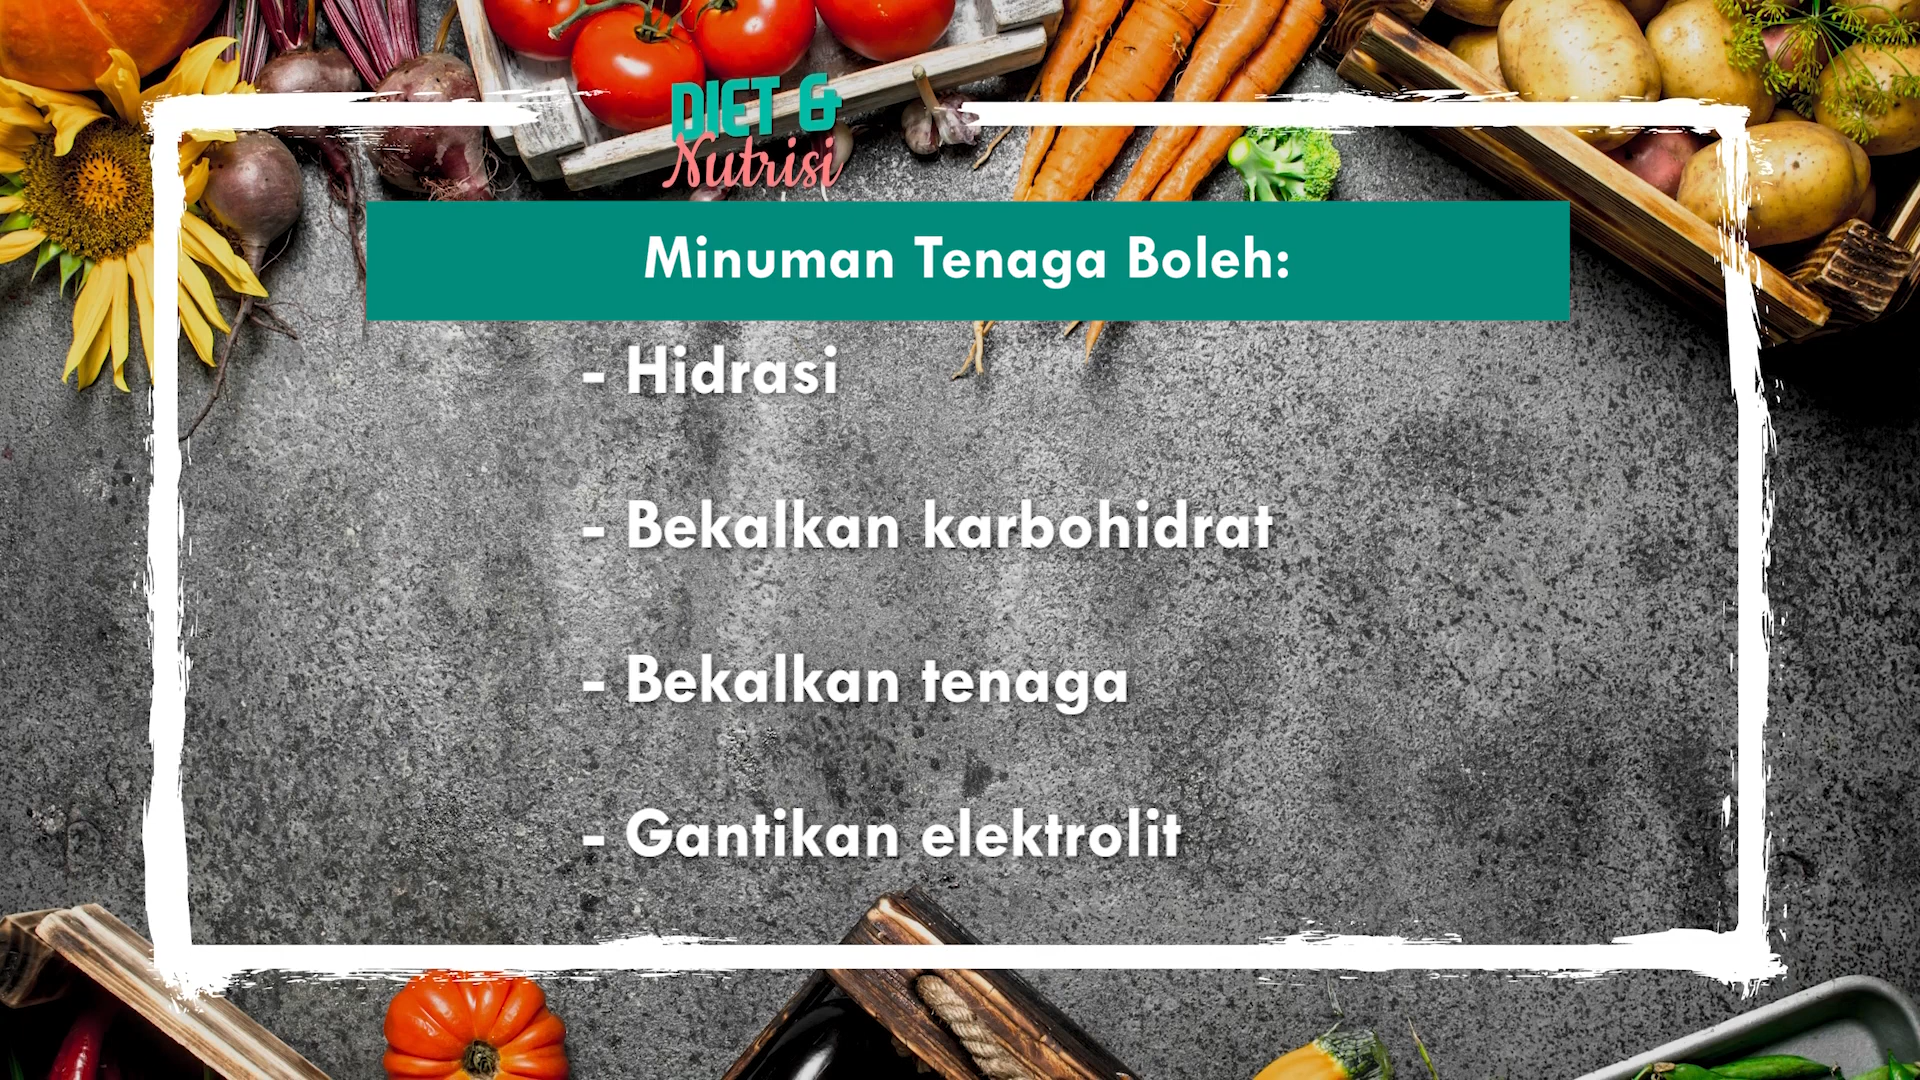 DIET &
Nutrisi
Minuman Tenaga Boleh:
- Hidrasi
- Bekalkan karbohidrat
- Bekalkan tenaga
- Gantikan elektrolit